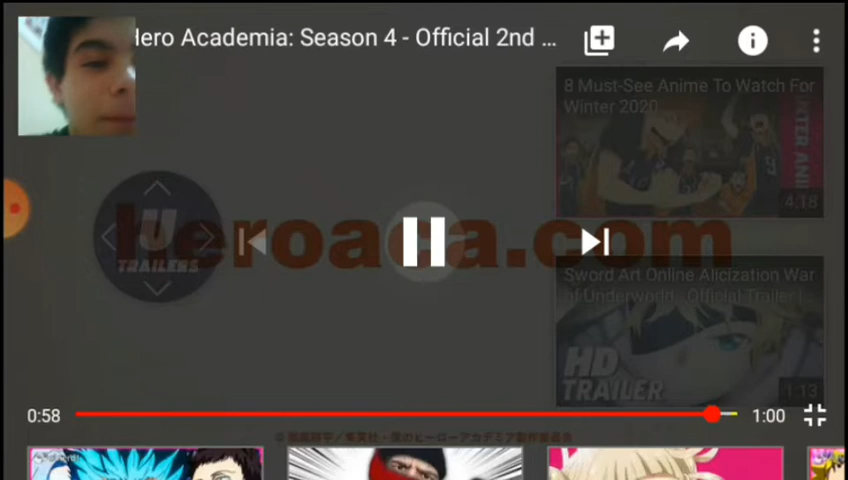 Hero Academia: Season 4 - Official 2nd ...
8 Must-See Anime To Watch For
Winter 2020
4:18
heroaca.com
U
TRAILERS
Sword Art Online Alicization War
of Underworld - Official Trailer |...
HD
TRAILER
1:13
0:58
1:00